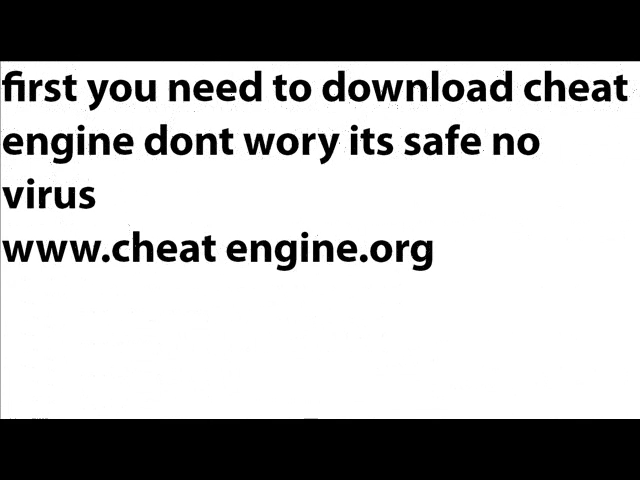 first you need to download cheat
engine dont wory its safe no
virus
www.cheat engine.org